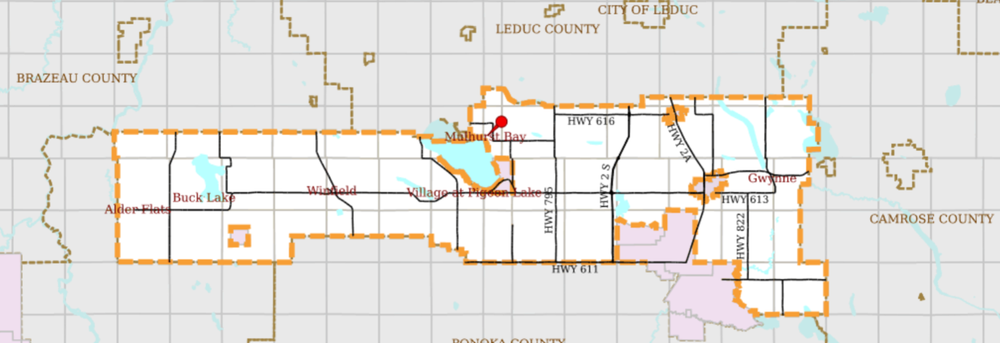 CITY OF LEDUC
LEDUC COUNTY
BRAZEAU COUNTY
HWY 616
Mulhurst Bay
HWY 2A
HWY 2 S
Gwynne
Winfield
Village at Pigeon Lake
Buck Lake
HWY 613
HWY 795
Alder Flats
CAMROSE COUNTY
HWY 822
HWY 611
PONOKA COUNTY